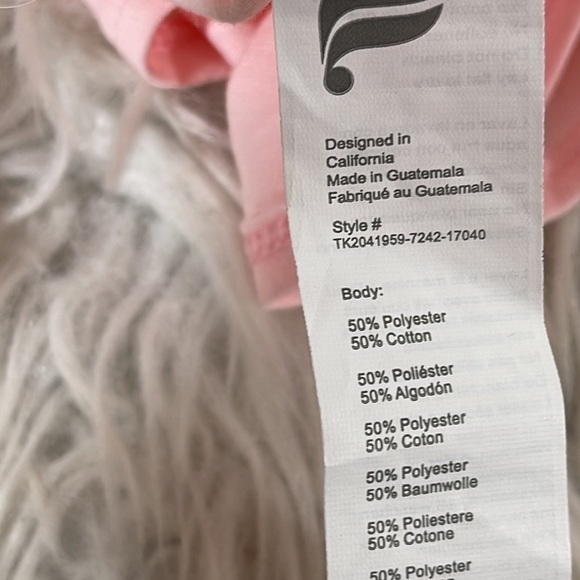 Designed in
California
Made in Guatemala
Fabriqué au Guatemala
Style #
TK2041959-7242-17040
Body:
50% Polyester
50% Cotton
50% Poliéster
50% Algodón
50% Polyester
50% Coton
50% Polyester
50% Baumwolle
50% Poliestere
50% Cotone
50% Polyester